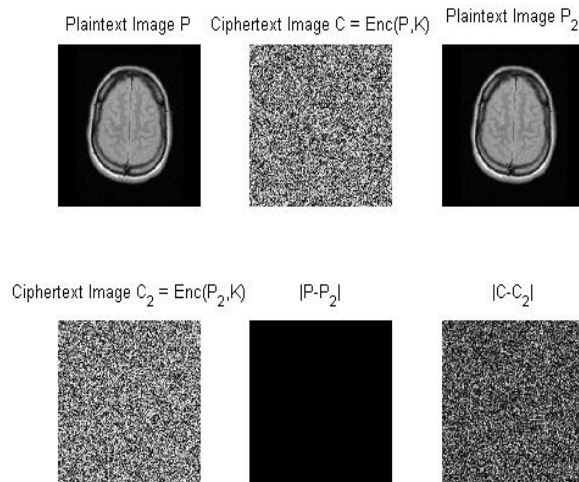 Plaintext Image P
Ciphertext Image C = Enc(P,K)
Plaintext Image P₂
Ciphertext Image C₂ = Enc(P₂,K)
|P-P₂|
|C-C₂|